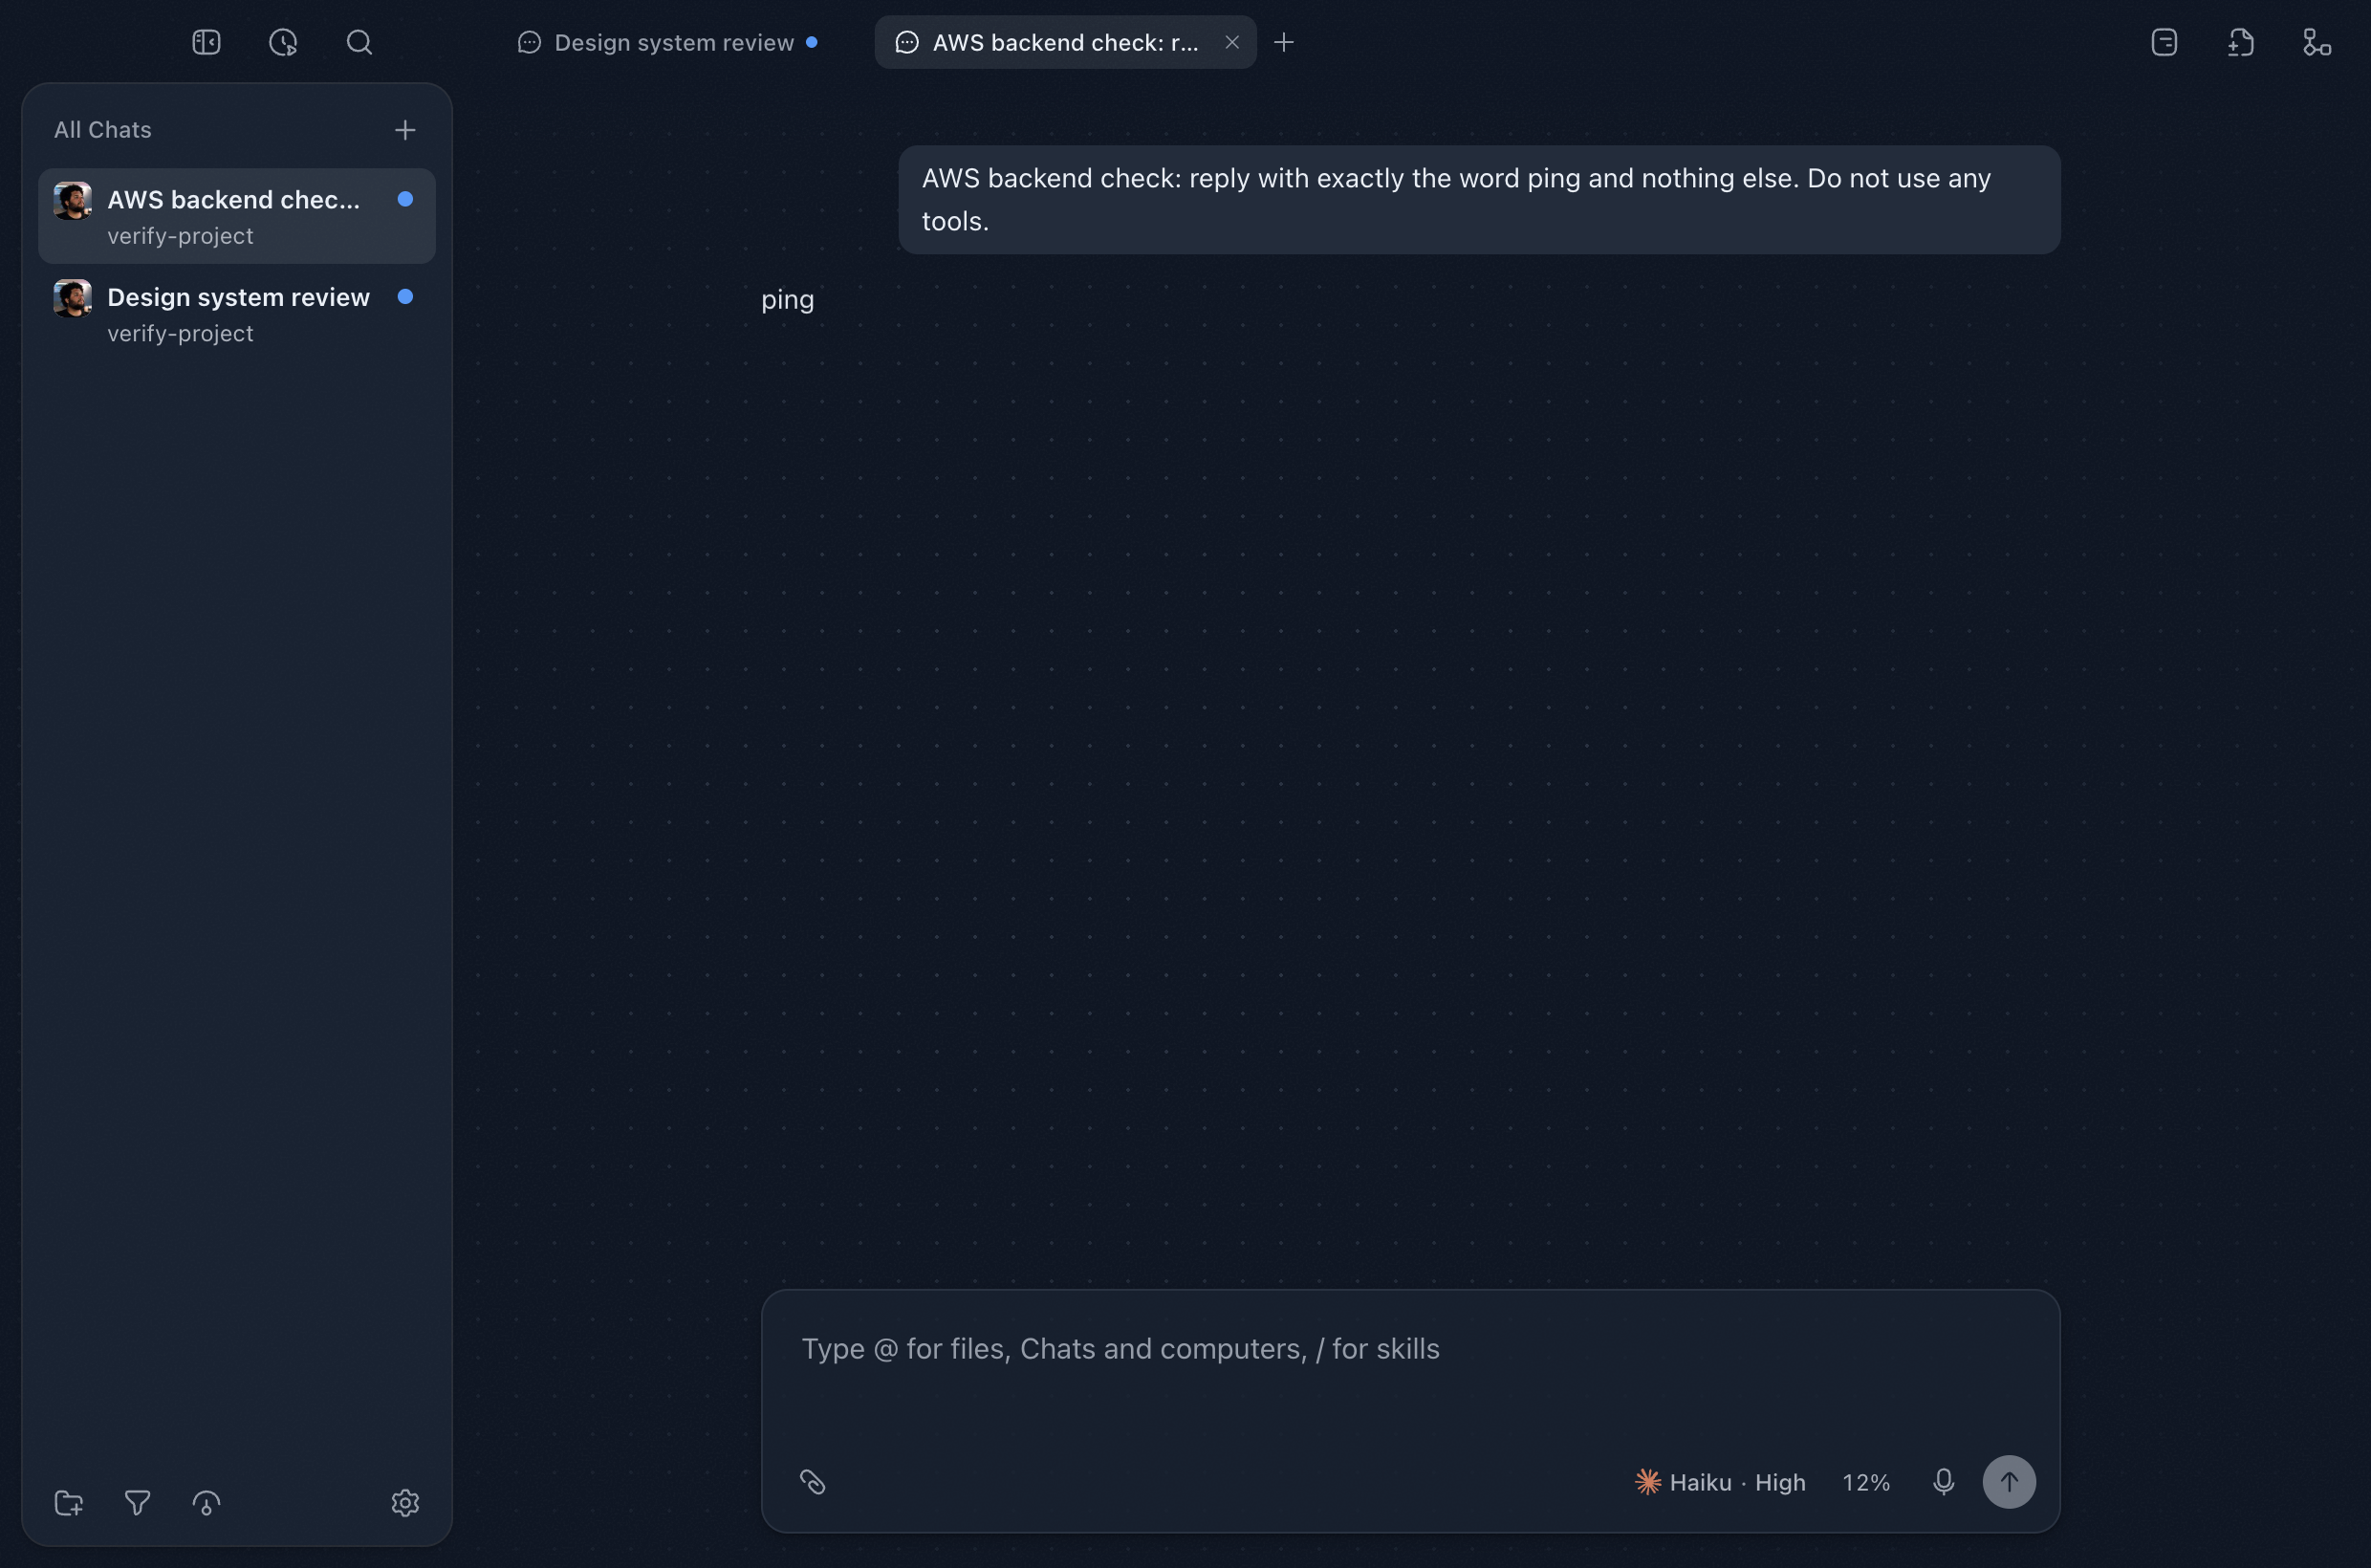 Design system review
AWS backend check: r...
All Chats
AWS backend chec...
verify-project
Design system review
verify-project
AWS backend check: reply with exactly the word ping and nothing else. Do not use any
tools.
ping
Type @ for files, Chats and computers, / for skills
Haiku · High
12%